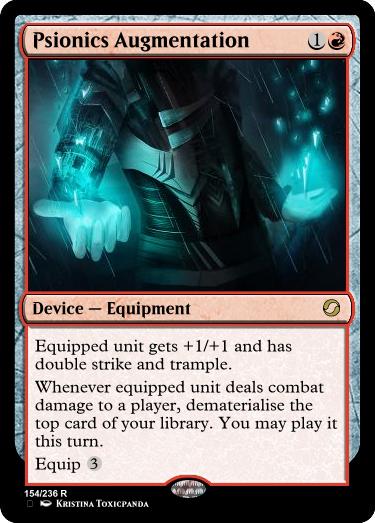 Psionics Augmentation 1
Device — Equipment
Equipped unit gets +1/+1 and has
double strike and trample.
Whenever equipped unit deals combat
damage to a player, dematerialise the
top card of your library. You may play it
this turn.
Equip 3
154/236 R
Kristina Toxicpanda